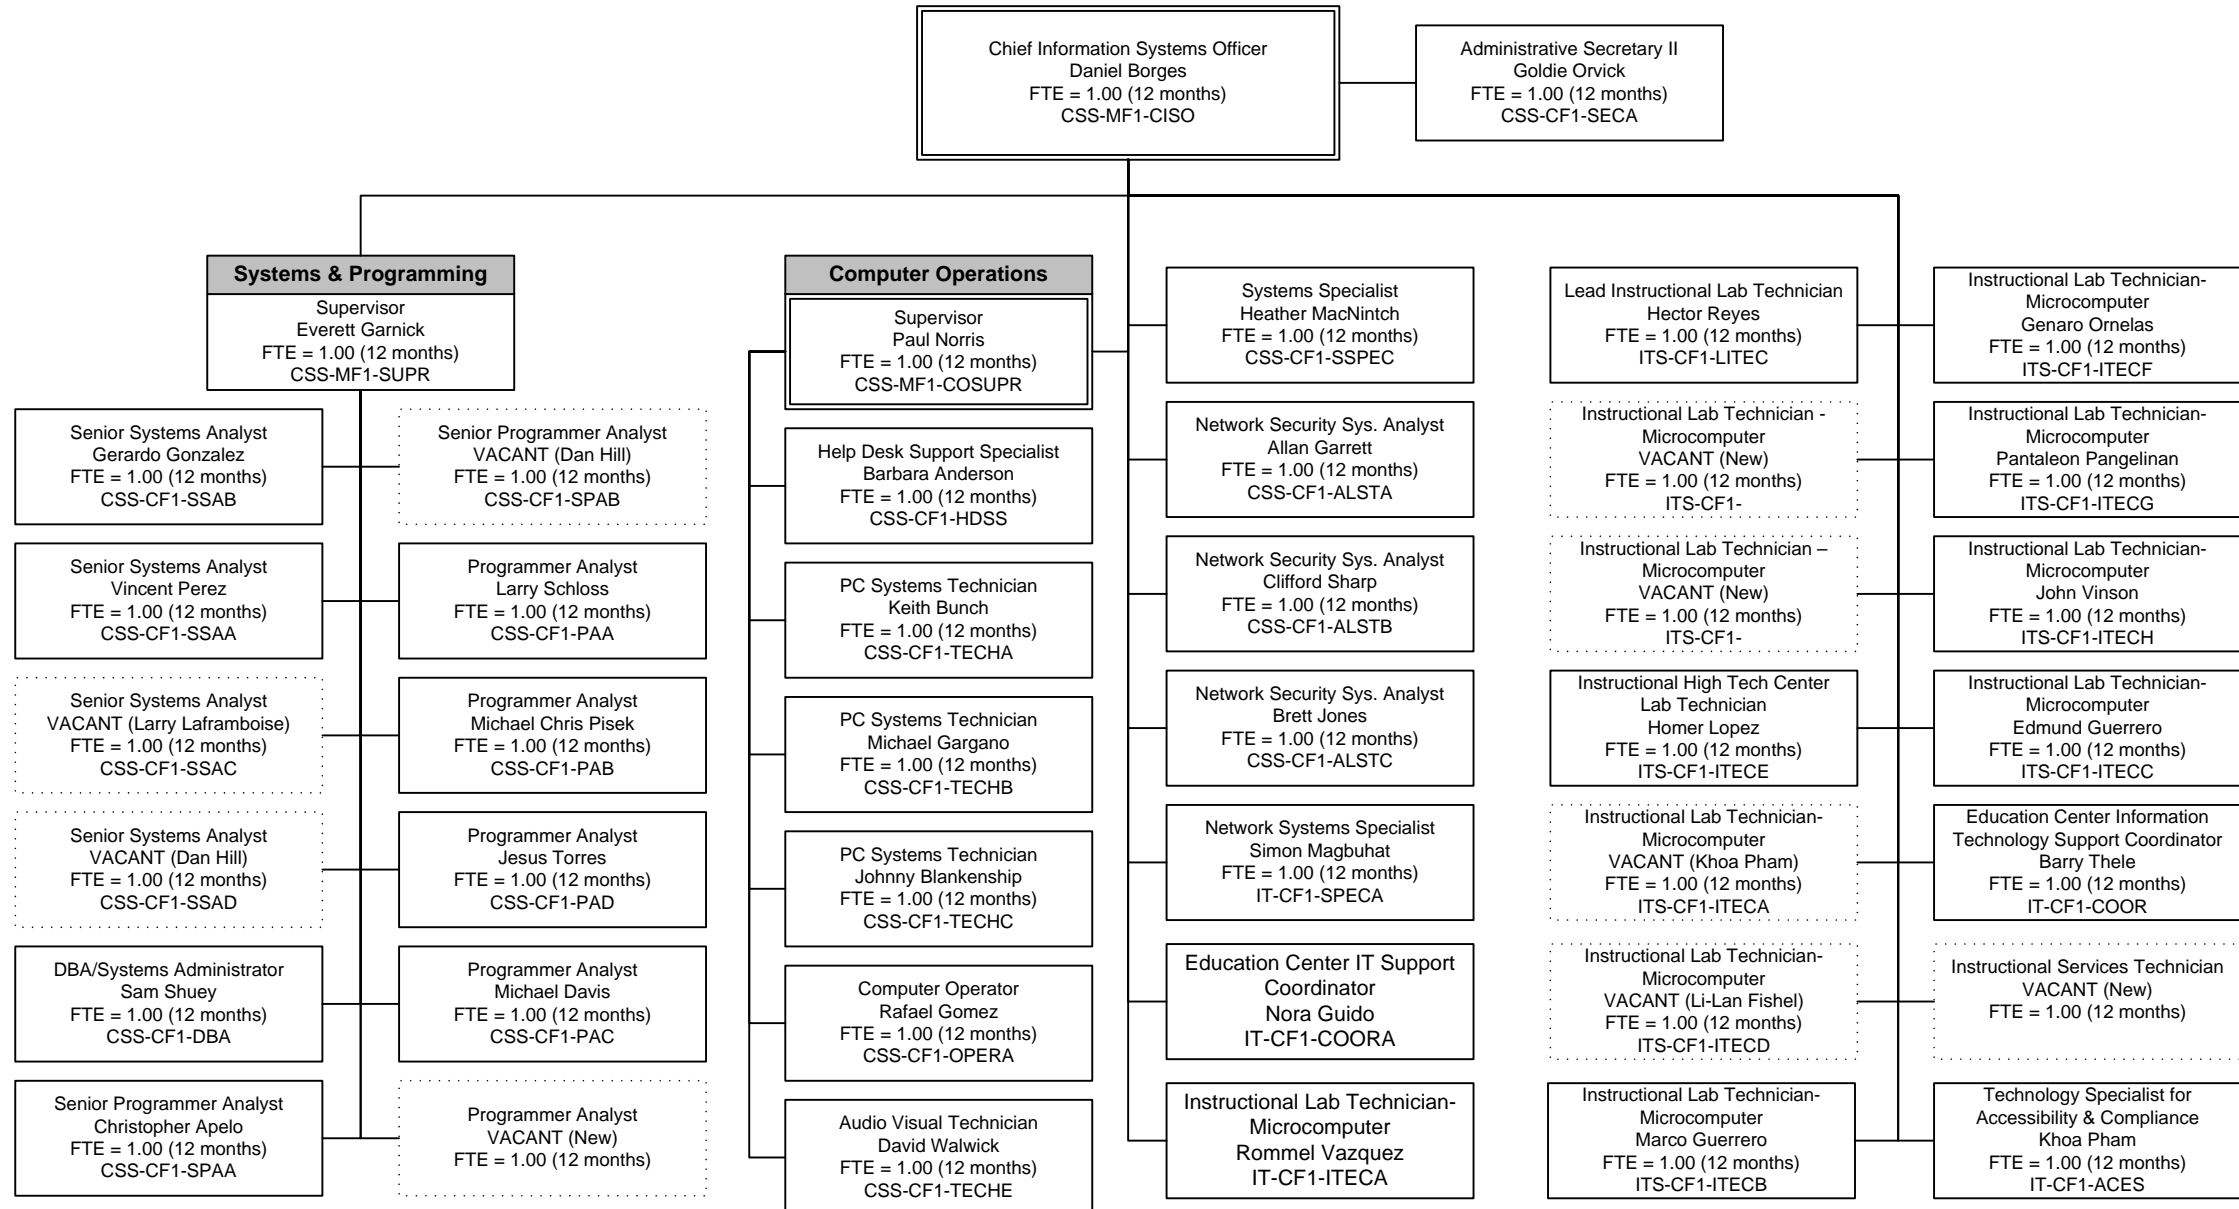 Chief Information Systems Officer
Daniel Borges
FTE = 1.00 (12 months)
CSS-MF1-CISO
Administrative Secretary II
Goldie Orvick
FTE = 1.00 (12 months)
CSS-CF1-SECA
Systems & Programming
Supervisor
Everett Garnick
FTE = 1.00 (12 months)
CSS-MF1-SUPR
Senior Systems Analyst
Gerardo Gonzalez
FTE = 1.00 (12 months)
CSS-CF1-SSAB
Senior Programmer Analyst
VACANT (Dan Hill)
FTE = 1.00 (12 months)
CSS-CF1-SPAB
Senior Systems Analyst
Vincent Perez
FTE = 1.00 (12 months)
CSS-CF1-SSAA
Programmer Analyst
Larry Schloss
FTE = 1.00 (12 months)
CSS-CF1-PAA
Senior Systems Analyst
VACANT (Larry Laframboise)
FTE = 1.00 (12 months)
CSS-CF1-SSAC
Programmer Analyst
Michael Chris Pisek
FTE = 1.00 (12 months)
CSS-CF1-PAB
Senior Systems Analyst
VACANT (Dan Hill)
FTE = 1.00 (12 months)
CSS-CF1-SSAD
Programmer Analyst
Jesus Torres
FTE = 1.00 (12 months)
CSS-CF1-PAD
DBA/Systems Administrator
Sam Shuey
FTE = 1.00 (12 months)
CSS-CF1-DBA
Programmer Analyst
Michael Davis
FTE = 1.00 (12 months)
CSS-CF1-PAC
Senior Programmer Analyst
Christopher Apelo
FTE = 1.00 (12 months)
CSS-CF1-SPAA
Programmer Analyst
VACANT (New)
FTE = 1.00 (12 months)
Computer Operations
Supervisor
Paul Norris
FTE = 1.00 (12 months)
CSS-MF1-COSUPR
Help Desk Support Specialist
Barbara Anderson
FTE = 1.00 (12 months)
CSS-CF1-HDSS
PC Systems Technician
Keith Bunch
FTE = 1.00 (12 months)
CSS-CF1-TECHA
PC Systems Technician
Michael Gargano
FTE = 1.00 (12 months)
CSS-CF1-TECHB
PC Systems Technician
Johnny Blankenship
FTE = 1.00 (12 months)
CSS-CF1-TECHC
Computer Operator
Rafael Gomez
FTE = 1.00 (12 months)
CSS-CF1-OPERA
Audio Visual Technician
David Walwick
FTE = 1.00 (12 months)
CSS-CF1-TECHE
Systems Specialist
Heather MacNintch
FTE = 1.00 (12 months)
CSS-CF1-SSPEC
Network Security Sys. Analyst
Allan Garrett
FTE = 1.00 (12 months)
CSS-CF1-ALSTA
Network Security Sys. Analyst
Clifford Sharp
FTE = 1.00 (12 months)
CSS-CF1-ALSTB
Network Security Sys. Analyst
Brett Jones
FTE = 1.00 (12 months)
CSS-CF1-ALSTC
Network Systems Specialist
Simon Magbuhat
FTE = 1.00 (12 months)
IT-CF1-SPECA
Education Center IT Support
Coordinator
Nora Guido
IT-CF1-COORA
Instructional Lab Technician-
Microcomputer
Rommel Vazquez
IT-CF1-ITECA
Lead Instructional Lab Technician
Hector Reyes
FTE = 1.00 (12 months)
ITS-CF1-LITEC
Instructional Lab Technician-
Microcomputer
Genaro Ornelas
FTE = 1.00 (12 months)
ITS-CF1-ITECF
Instructional Lab Technician -
Microcomputer
VACANT (New)
FTE = 1.00 (12 months)
ITS-CF1-
Instructional Lab Technician-
Microcomputer
Pantaleon Pangelinan
FTE = 1.00 (12 months)
ITS-CF1-ITECG
Instructional Lab Technician –
Microcomputer
VACANT (New)
FTE = 1.00 (12 months)
ITS-CF1-
Instructional Lab Technician-
Microcomputer
John Vinson
FTE = 1.00 (12 months)
ITS-CF1-ITECH
Instructional High Tech Center
Lab Technician
Homer Lopez
FTE = 1.00 (12 months)
ITS-CF1-ITECE
Instructional Lab Technician-
Microcomputer
Edmund Guerrero
FTE = 1.00 (12 months)
ITS-CF1-ITECC
Instructional Lab Technician-
Microcomputer
VACANT (Khoa Pham)
FTE = 1.00 (12 months)
ITS-CF1-ITECA
Education Center Information
Technology Support Coordinator
Barry Thele
FTE = 1.00 (12 months)
IT-CF1-COOR
Instructional Lab Technician-
Microcomputer
VACANT (Li-Lan Fishel)
FTE = 1.00 (12 months)
ITS-CF1-ITECD
Instructional Services Technician
VACANT (New)
FTE = 1.00 (12 months)
Instructional Lab Technician-
Microcomputer
Marco Guerrero
FTE = 1.00 (12 months)
ITS-CF1-ITECB
Technology Specialist for
Accessibility & Compliance
Khoa Pham
FTE = 1.00 (12 months)
IT-CF1-ACES